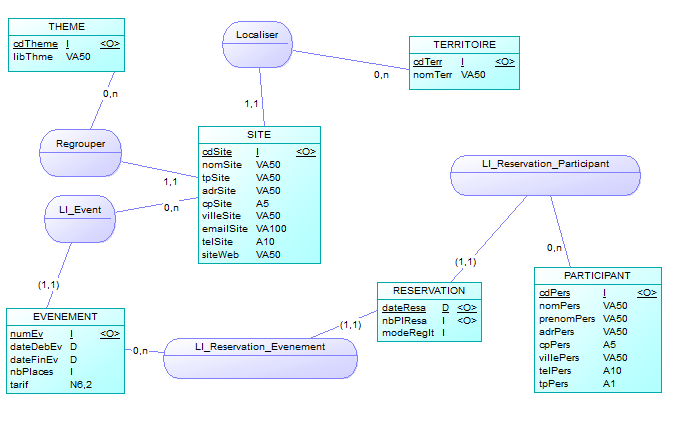 THEME
cdTheme I <O>
libThme VA50
0,n
Localiser
1,1
0,n
TERRITOIRE
cdTerr I <O>
nomTerr VA50
Regrouper
1,1
SITE
cdSite I <O>
nomSite VA50
tpSite VA50
adrSite VA50
cpSite A5
villeSite VA50
emailSite VA100
telSite A10
siteWeb VA50
LI_Event
0,n
(1,1)
LI_Reservation_Participant
(1,1)
0,n
EVENEMENT
numEv I <O>
dateDebEv D
dateFinEv D
nbPlaces I
tarif N6,2
0,n
LI_Reservation_Evenement
(1,1)
RESERVATION
dateResa D <O>
nbPlResa I <O>
modeReglt I
PARTICIPANT
cdPers I <O>
nomPers VA50
prenomPers VA50
adrPers VA50
cpPers A5
villePers VA50
telPers A10
tpPers A1